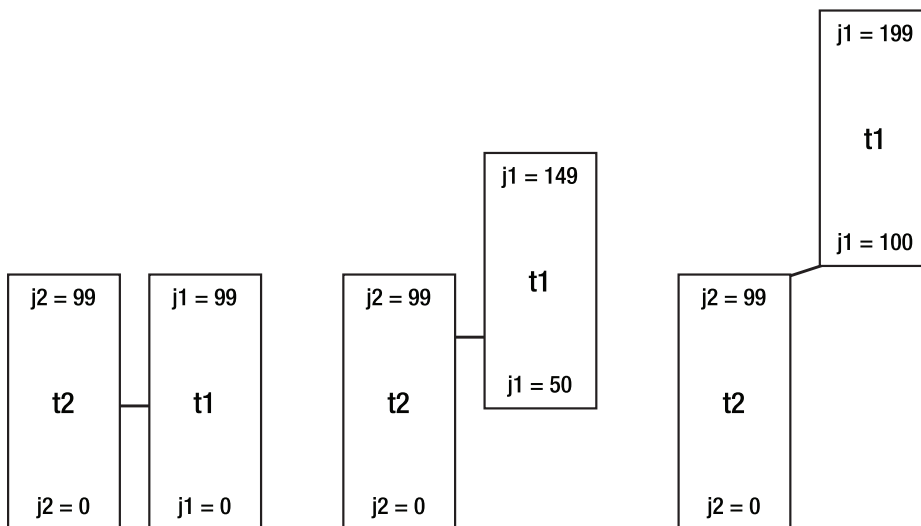 j2 = 99
t2
j2 = 0
j1 = 99
t1
j1 = 0
j2 = 99
t2
j2 = 0
j1 = 149
t1
j1 = 50
j2 = 99
t2
j2 = 0
j1 = 199
t1
j1 = 100